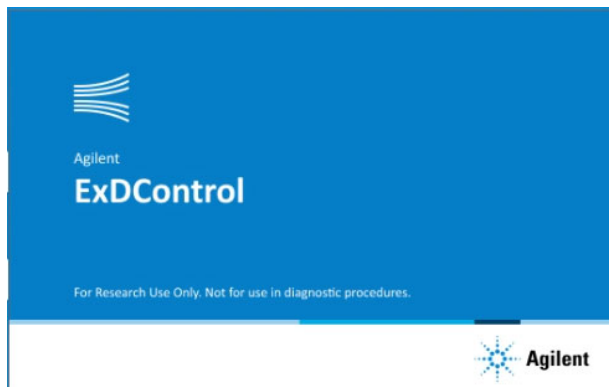 Agilent
ExDControl
For Research Use Only. Not for use in diagnostic procedures.
Agilent